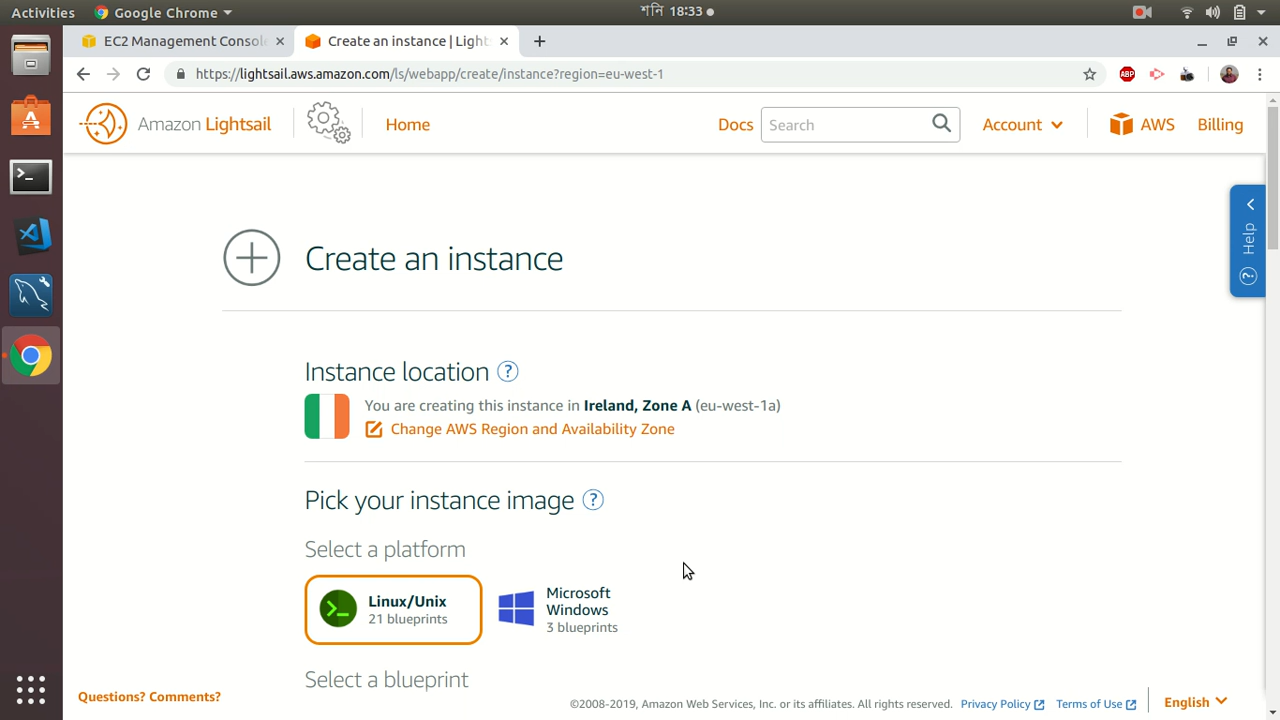 Activities Google Chrome শনি 18:33
EC2 Management Consol Create an instance | Light
https://lightsail.aws.amazon.com/ls/webapp/create/instance?region=eu-west-1
ABP
Amazon Lightsail Home Docs Search Account AWS Billing
Help
Create an instance
Instance location ?
You are creating this instance in Ireland, Zone A (eu-west-1a)
Change AWS Region and Availability Zone
Pick your instance image ?
Select a platform
Linux/Unix
21 blueprints
Microsoft
Windows
3 blueprints
Select a blueprint
Questions? Comments?
©2008-2019, Amazon Web Services, Inc. or its affiliates. All rights reserved. Privacy Policy Terms of Use English